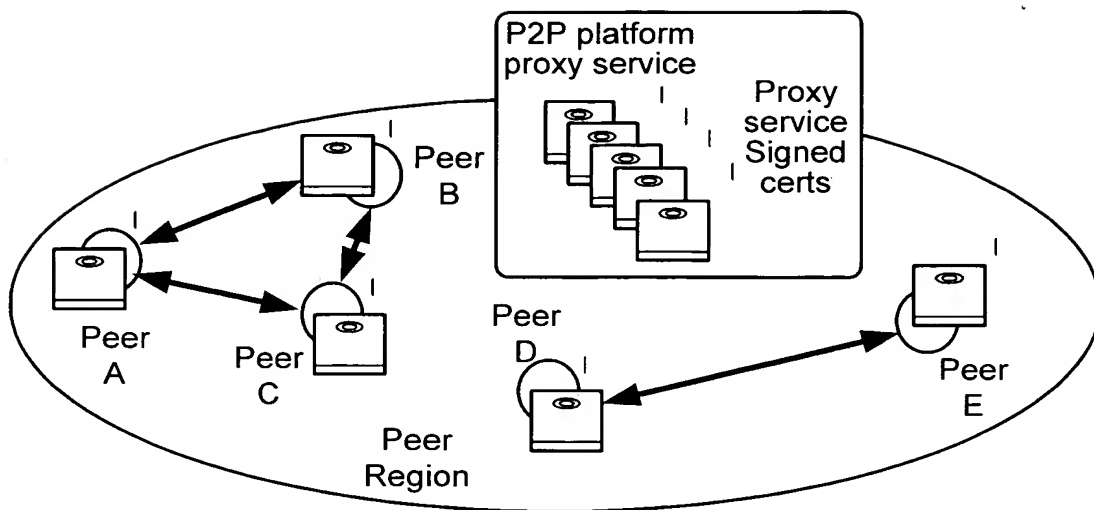 P2P platform
proxy service
Proxy
service
Signed
certs
Peer
B
Peer
A
Peer
C
Peer
D
Peer
E
Peer
Region